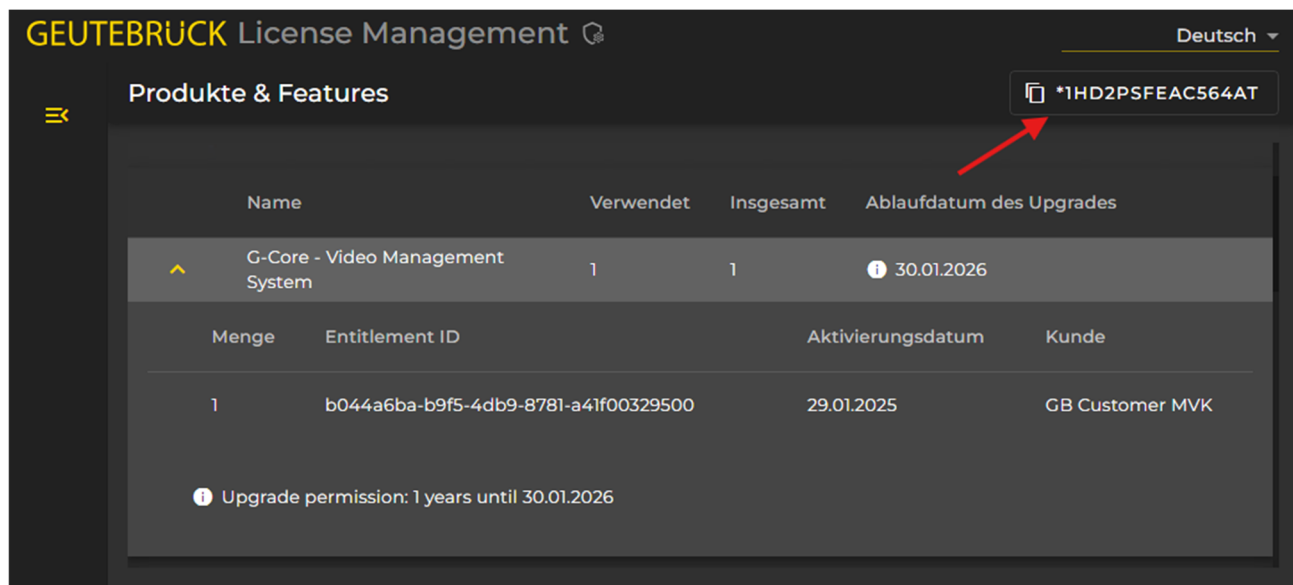 GEUTEBRÜCK License Management
Deutsch
Produkte & Features
*1HD2PSFEAC564AT
Name Verwendet Insgesamt Ablaufdatum des Upgrades
G-Core - Video Management
System
1 1 30.01.2026
Menge Entitlement ID Aktivierungsdatum Kunde
1 b044a6ba-b9f5-4db9-8781-a41f00329500 29.01.2025 GB Customer MVK
Upgrade permission: 1 years until 30.01.2026